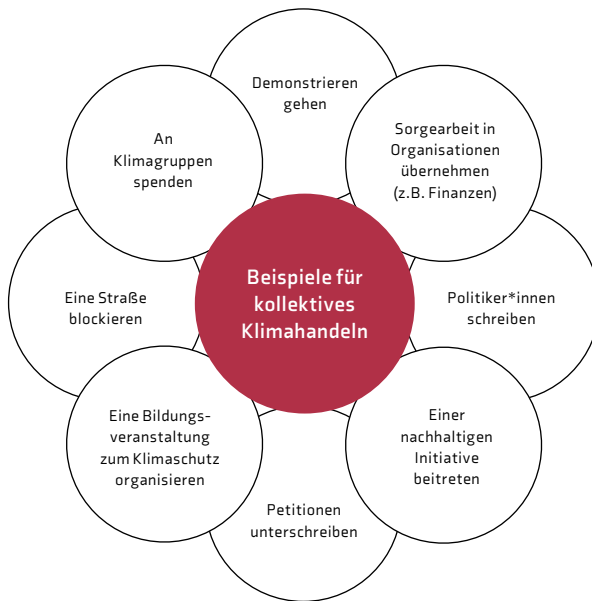 Demonstrieren
gehen
Sorgearbeit in
Organisationen
übernehmen
(z.B. Finanzen)
Politiker*innen
schreiben
Einer
nachhaltigen
Initiative
beitreten
Petitionen
unterschreiben
Eine Bildungs-
veranstaltung
zum Klimaschutz
organisieren
Eine Straße
blockieren
An
Klimagruppen
spenden
Beispiele für
kollektives
Klimahandeln